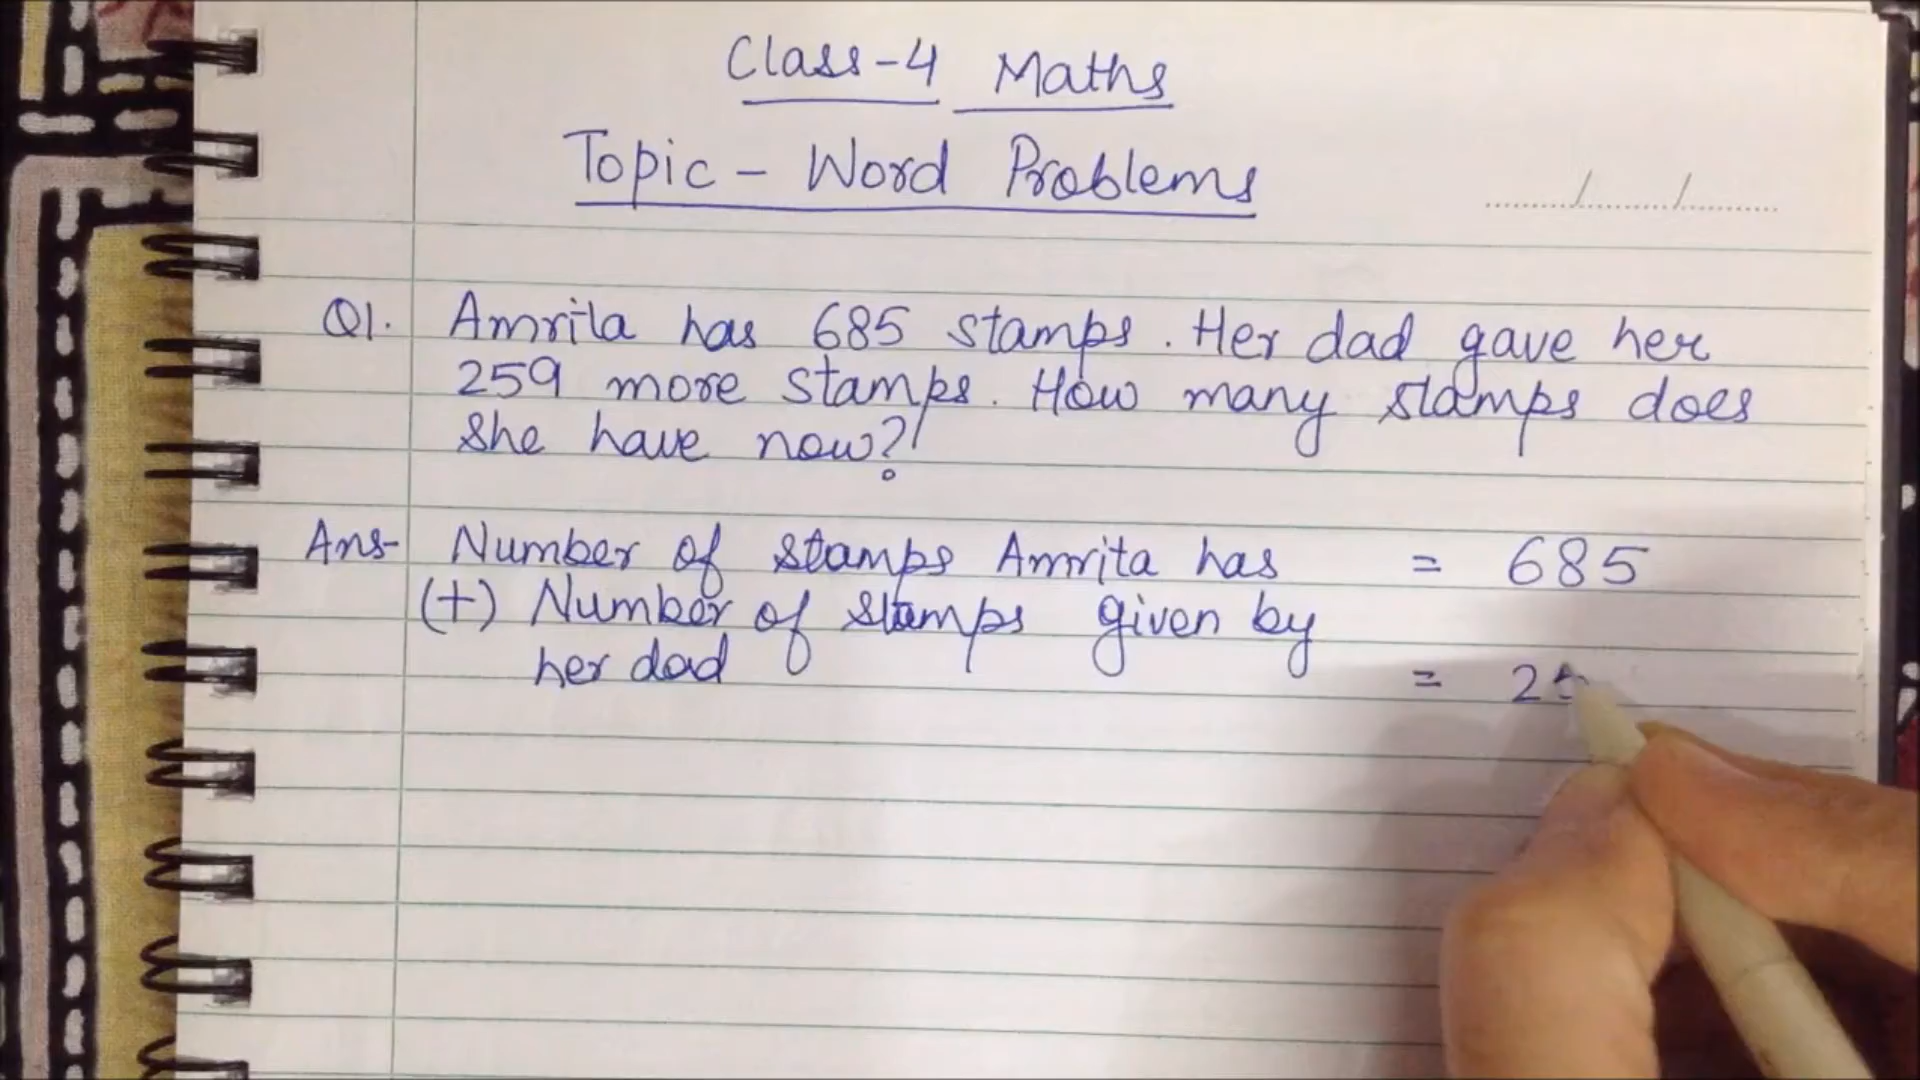 Class-4 Maths
Topic - Word Problems
Q1. Amrita has 685 stamps. Her dad gave her
259 more stamps. How many stamps does
she have now?
Ans- Number of stamps Amrita has = 685
(+) Number of stamps given by
her dad = 25